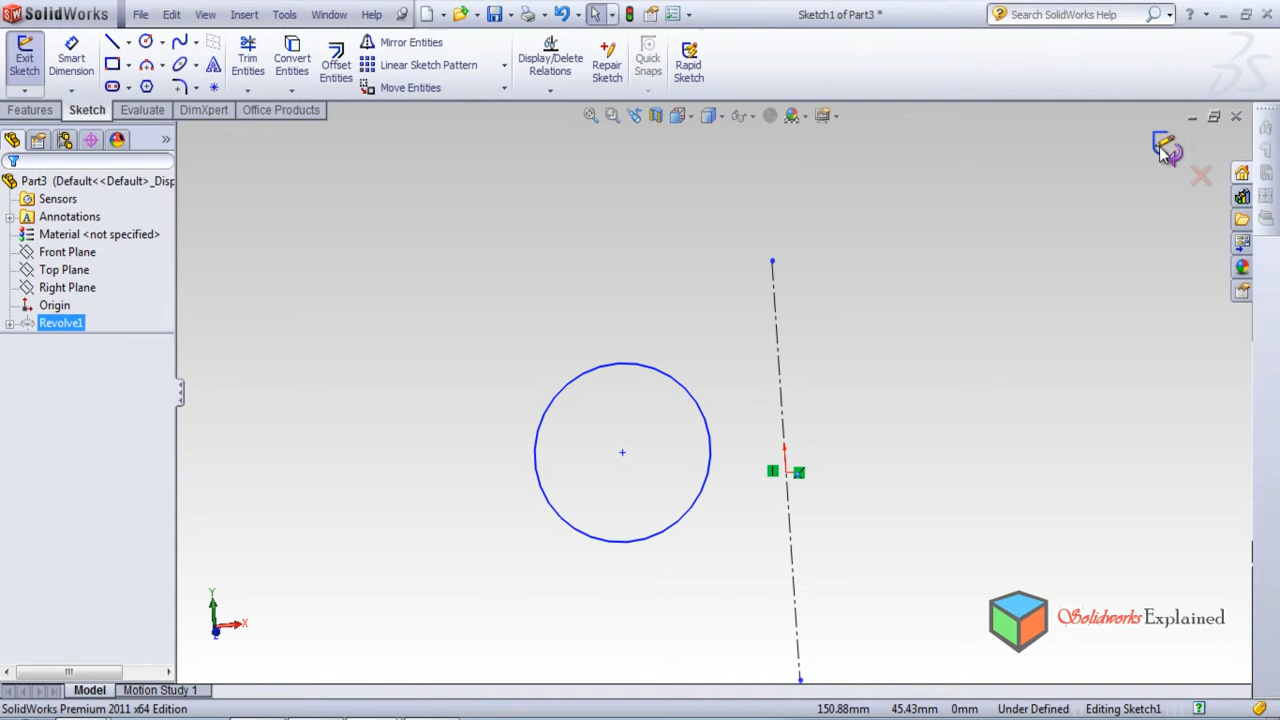 SolidWorks File Edit View Insert Tools Window Help Sketch1 of Part3 * Search SolidWorks Help
Exit Sketch
Smart Dimension
Trim Entities
Convert Entities
Offset Entities
Mirror Entities
Linear Sketch Pattern
Move Entities
Display/Delete Relations
Repair Sketch
Quick Snaps
Rapid Sketch
Features Sketch Evaluate DimXpert Office Products
Part3 (Default<<Default>_Disp
Sensors
Annotations
Material <not specified>
Front Plane
Top Plane
Right Plane
Origin
Revolve1
Y
X
Z
Solidworks Explained
Model Motion Study 1
SolidWorks Premium 2011 x64 Edition 150.88mm 45.43mm 0mm Under Defined Editing Sketch1